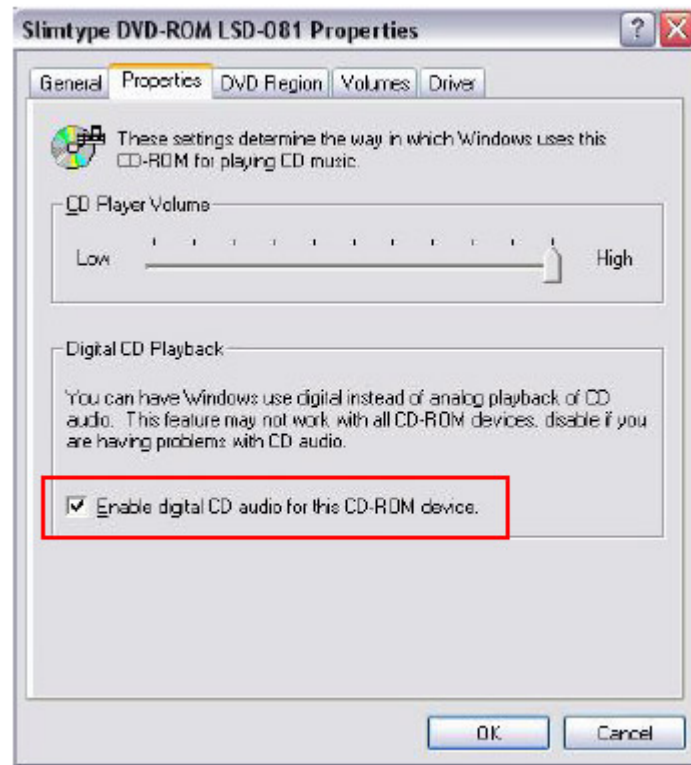 Slimtype DVD-ROM LSD-081 Properties
General Properties DVD Region Volumes Driver
These settings determine the way in which Windows uses this
CD-ROM for playing CD music.
CD Player Volume
Low High
Digital CD Playback
You can have Windows use digital instead of analog playback of CD
audio. This feature may not work with all CD-ROM devices, disable if you
are having problems with CD audio.
Enable digital CD audio for this CD-ROM device.
OK Cancel